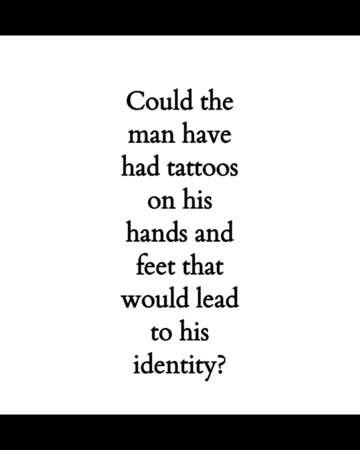 Could the
man have
had tattoos
on his
hands and
feet that
would lead
to his
identity?